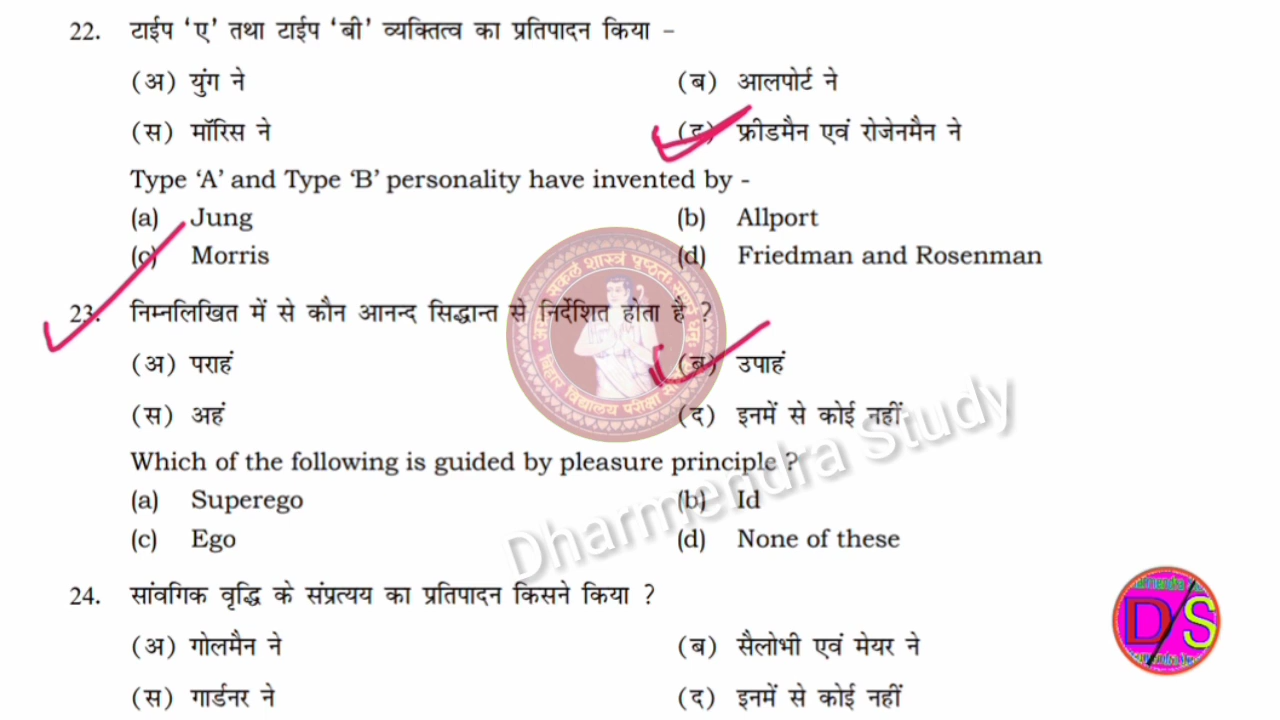 22. टाईप ‘ए’ तथा टाईप ‘बी’ व्यक्तित्व का प्रतिपादन किया –
(अ) युंग ने (ब) आलपोर्ट ने
(स) मॉरिस ने (द) फ्रीडमैन एवं रोजेनमैन ने
Type ‘A’ and Type ‘B’ personality have invented by -
(a) Jung (b) Allport
(c) Morris (d) Friedman and Rosenman
23. निम्नलिखित में से कौन आनन्द सिद्धान्त से निर्देशित होता है ?
(अ) पराहं (ब) उपाहं
(स) अहं (द) इनमें से कोई नहीं
Which of the following is guided by pleasure principle ?
(a) Superego (b) Id
(c) Ego (d) None of these
24. सांवगिक वृद्धि के संप्रत्यय का प्रतिपादन किसने किया ?
(अ) गोलमैन ने (ब) सैलोभी एवं मेयर ने
(स) गार्डनर ने (द) इनमें से कोई नहीं
Dharmendra Study
D/S